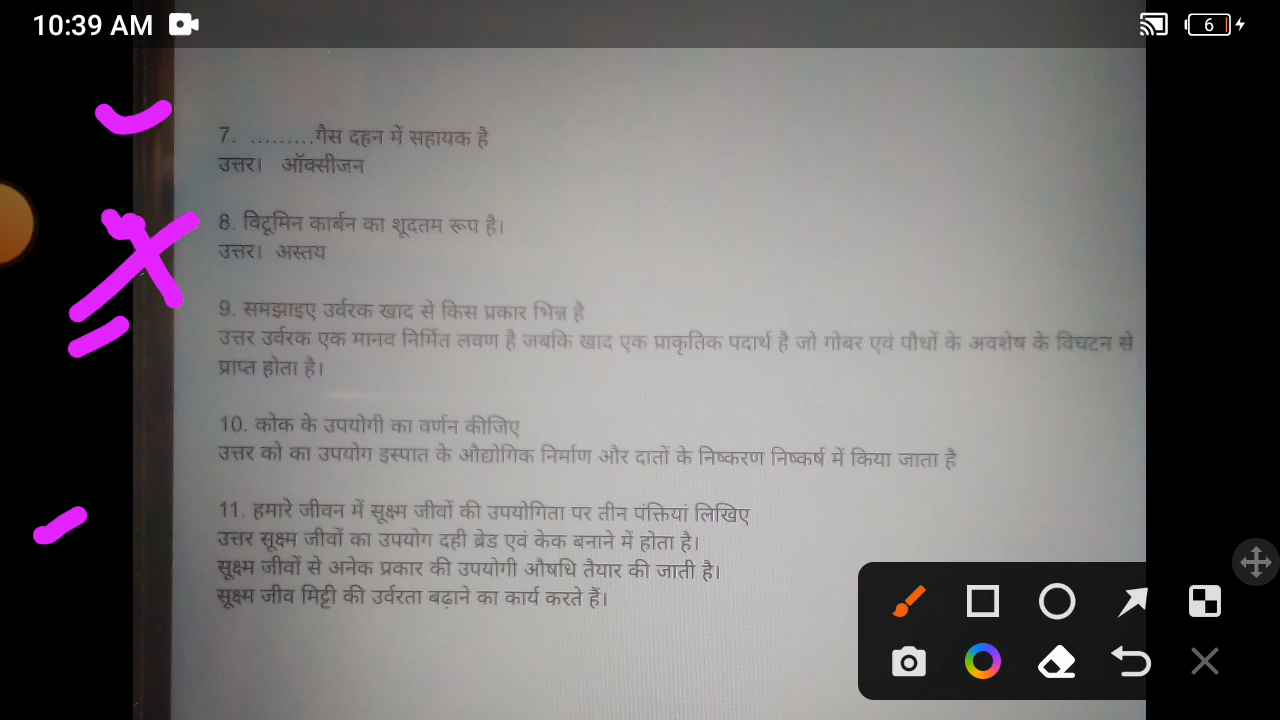 10:39 AM
6
7. .........गैस दहन में सहायक है
उत्तर। ऑक्सीजन
8. विटूमिन कार्बन का शूदतम रूप है।
उत्तर। अस्तय
9. समझाइए उर्वरक खाद से किस प्रकार भिन्न है
उत्तर उर्वरक एक मानव निर्मित लवण है जबकि खाद एक प्राकृतिक पदार्थ है जो गोबर एवं पौधों के अवशेष के विघटन से
प्राप्त होता है।
10. कोक के उपयोगी का वर्णन कीजिए
उत्तर को का उपयोग इस्पात के औद्योगिक निर्माण और दातों के निष्करण निष्कर्ष में किया जाता है
11. हमारे जीवन में सूक्ष्म जीवों की उपयोगिता पर तीन पंक्तियां लिखिए
उत्तर सूक्ष्म जीवों का उपयोग दही ब्रेड एवं केक बनाने में होता है।
सूक्ष्म जीवों से अनेक प्रकार की उपयोगी औषधि तैयार की जाती है।
सूक्ष्म जीव मिट्टी की उर्वरता बढ़ाने का कार्य करते हैं।